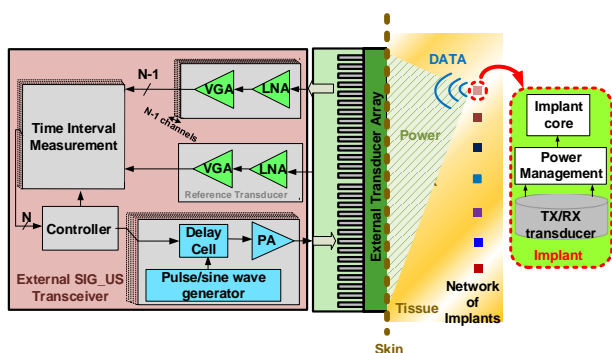 N-1
VGA
LNA
N-1 channels
Time Interval
Measurement
VGA
LNA
Reference Transducer
N
Controller
Delay
Cell
PA
Pulse/sine wave
generator
External SIG_US
Transceiver
External Transducer Array
DATA
Power
Tissue
Skin
Network
of
Implants
Implant
core
Power
Management
TX/RX
transducer
Implant